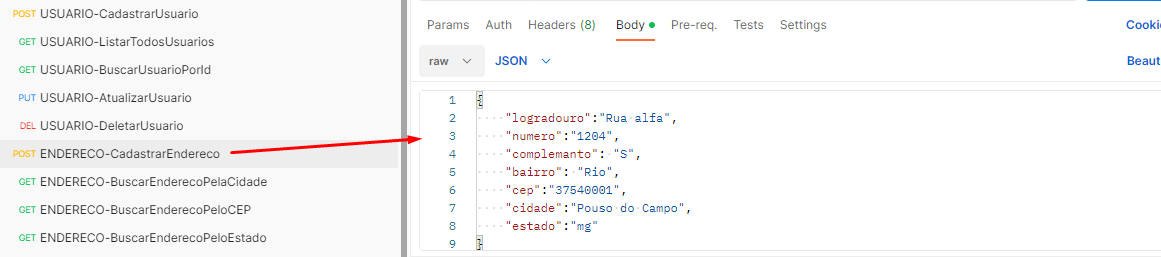 POST USUARIO-CadastrarUsuario
GET USUARIO-ListarTodosUsuarios
GET USUARIO-BuscarUsuarioPorId
PUT USUARIO-AtualizarUsuario
DEL USUARIO-DeletarUsuario
POST ENDERECO-CadastrarEndereco
GET ENDERECO-BuscarEnderecoPelaCidade
GET ENDERECO-BuscarEnderecoPeloCEP
GET ENDERECO-BuscarEnderecoPeloEstado
Params Auth Headers (8) Body Pre-req. Tests Settings Cookie
raw JSON Beaut
1 {
2 "logradouro":"Rua alfa",
3 "numero":"1204",
4 "complemanto": "S",
5 "bairro": "Rio",
6 "cep":"37540001",
7 "cidade":"Pouso do Campo",
8 "estado":"mg"
9 }